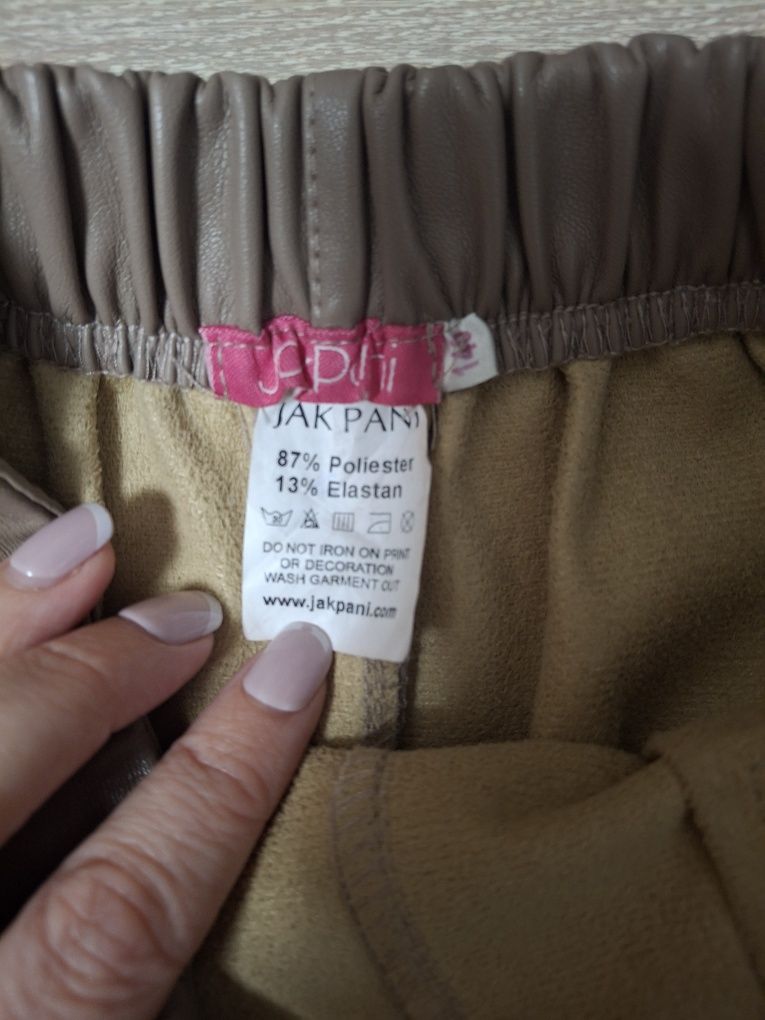 japani
140
JAK PANI
87% Poliester
13% Elastan
DO NOT IRON ON PRINT
OR DECORATION
WASH GARMENT OUT
www.jakpani.com